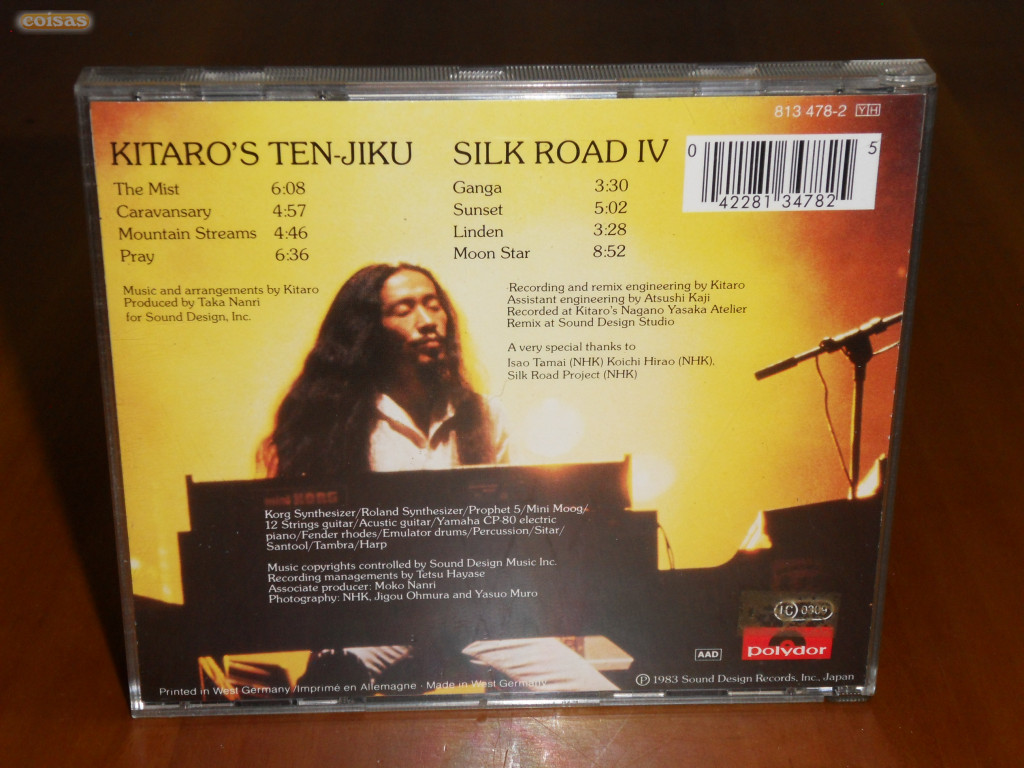 coisas
813 478-2 YH
KITARO'S TEN-JIKU
The Mist 6:08
Caravansary 4:57
Mountain Streams 4:46
Pray 6:36
Music and arrangements by Kitaro
Produced by Taka Nanri
for Sound Design, Inc.
SILK ROAD IV
Ganga 3:30
Sunset 5:02
Linden 3:28
Moon Star 8:52
0 42281 34782 5
Recording and remix engineering by Kitaro
Assistant engineering by Atsushi Kaji
Recorded at Kitaro's Nagano Yasaka Atelier
Remix at Sound Design Studio
A very special thanks to
Isao Tamai (NHK) Koichi Hirao (NHK),
Silk Road Project (NHK)
KORG
Korg Synthesizer/Roland Synthesizer/Prophet 5/Mini Moog/
12 Strings guitar/Acustic guitar/Yamaha CP-80 electric
piano/Fender rhodes/Emulator drums/Percussion/Sitar/
Santool/Tambra/Harp
Music copyrights controlled by Sound Design Music Inc.
Recording managements by Tetsu Hayase
Associate producer: Moko Nanri
Photography: NHK, Jigou Ohmura and Yasuo Muro
LC 0309
AAD
polydor
Printed in West Germany/Imprimé en Allemagne · Made in West Germany
Ⓟ 1983 Sound Design Records, Inc., Japan